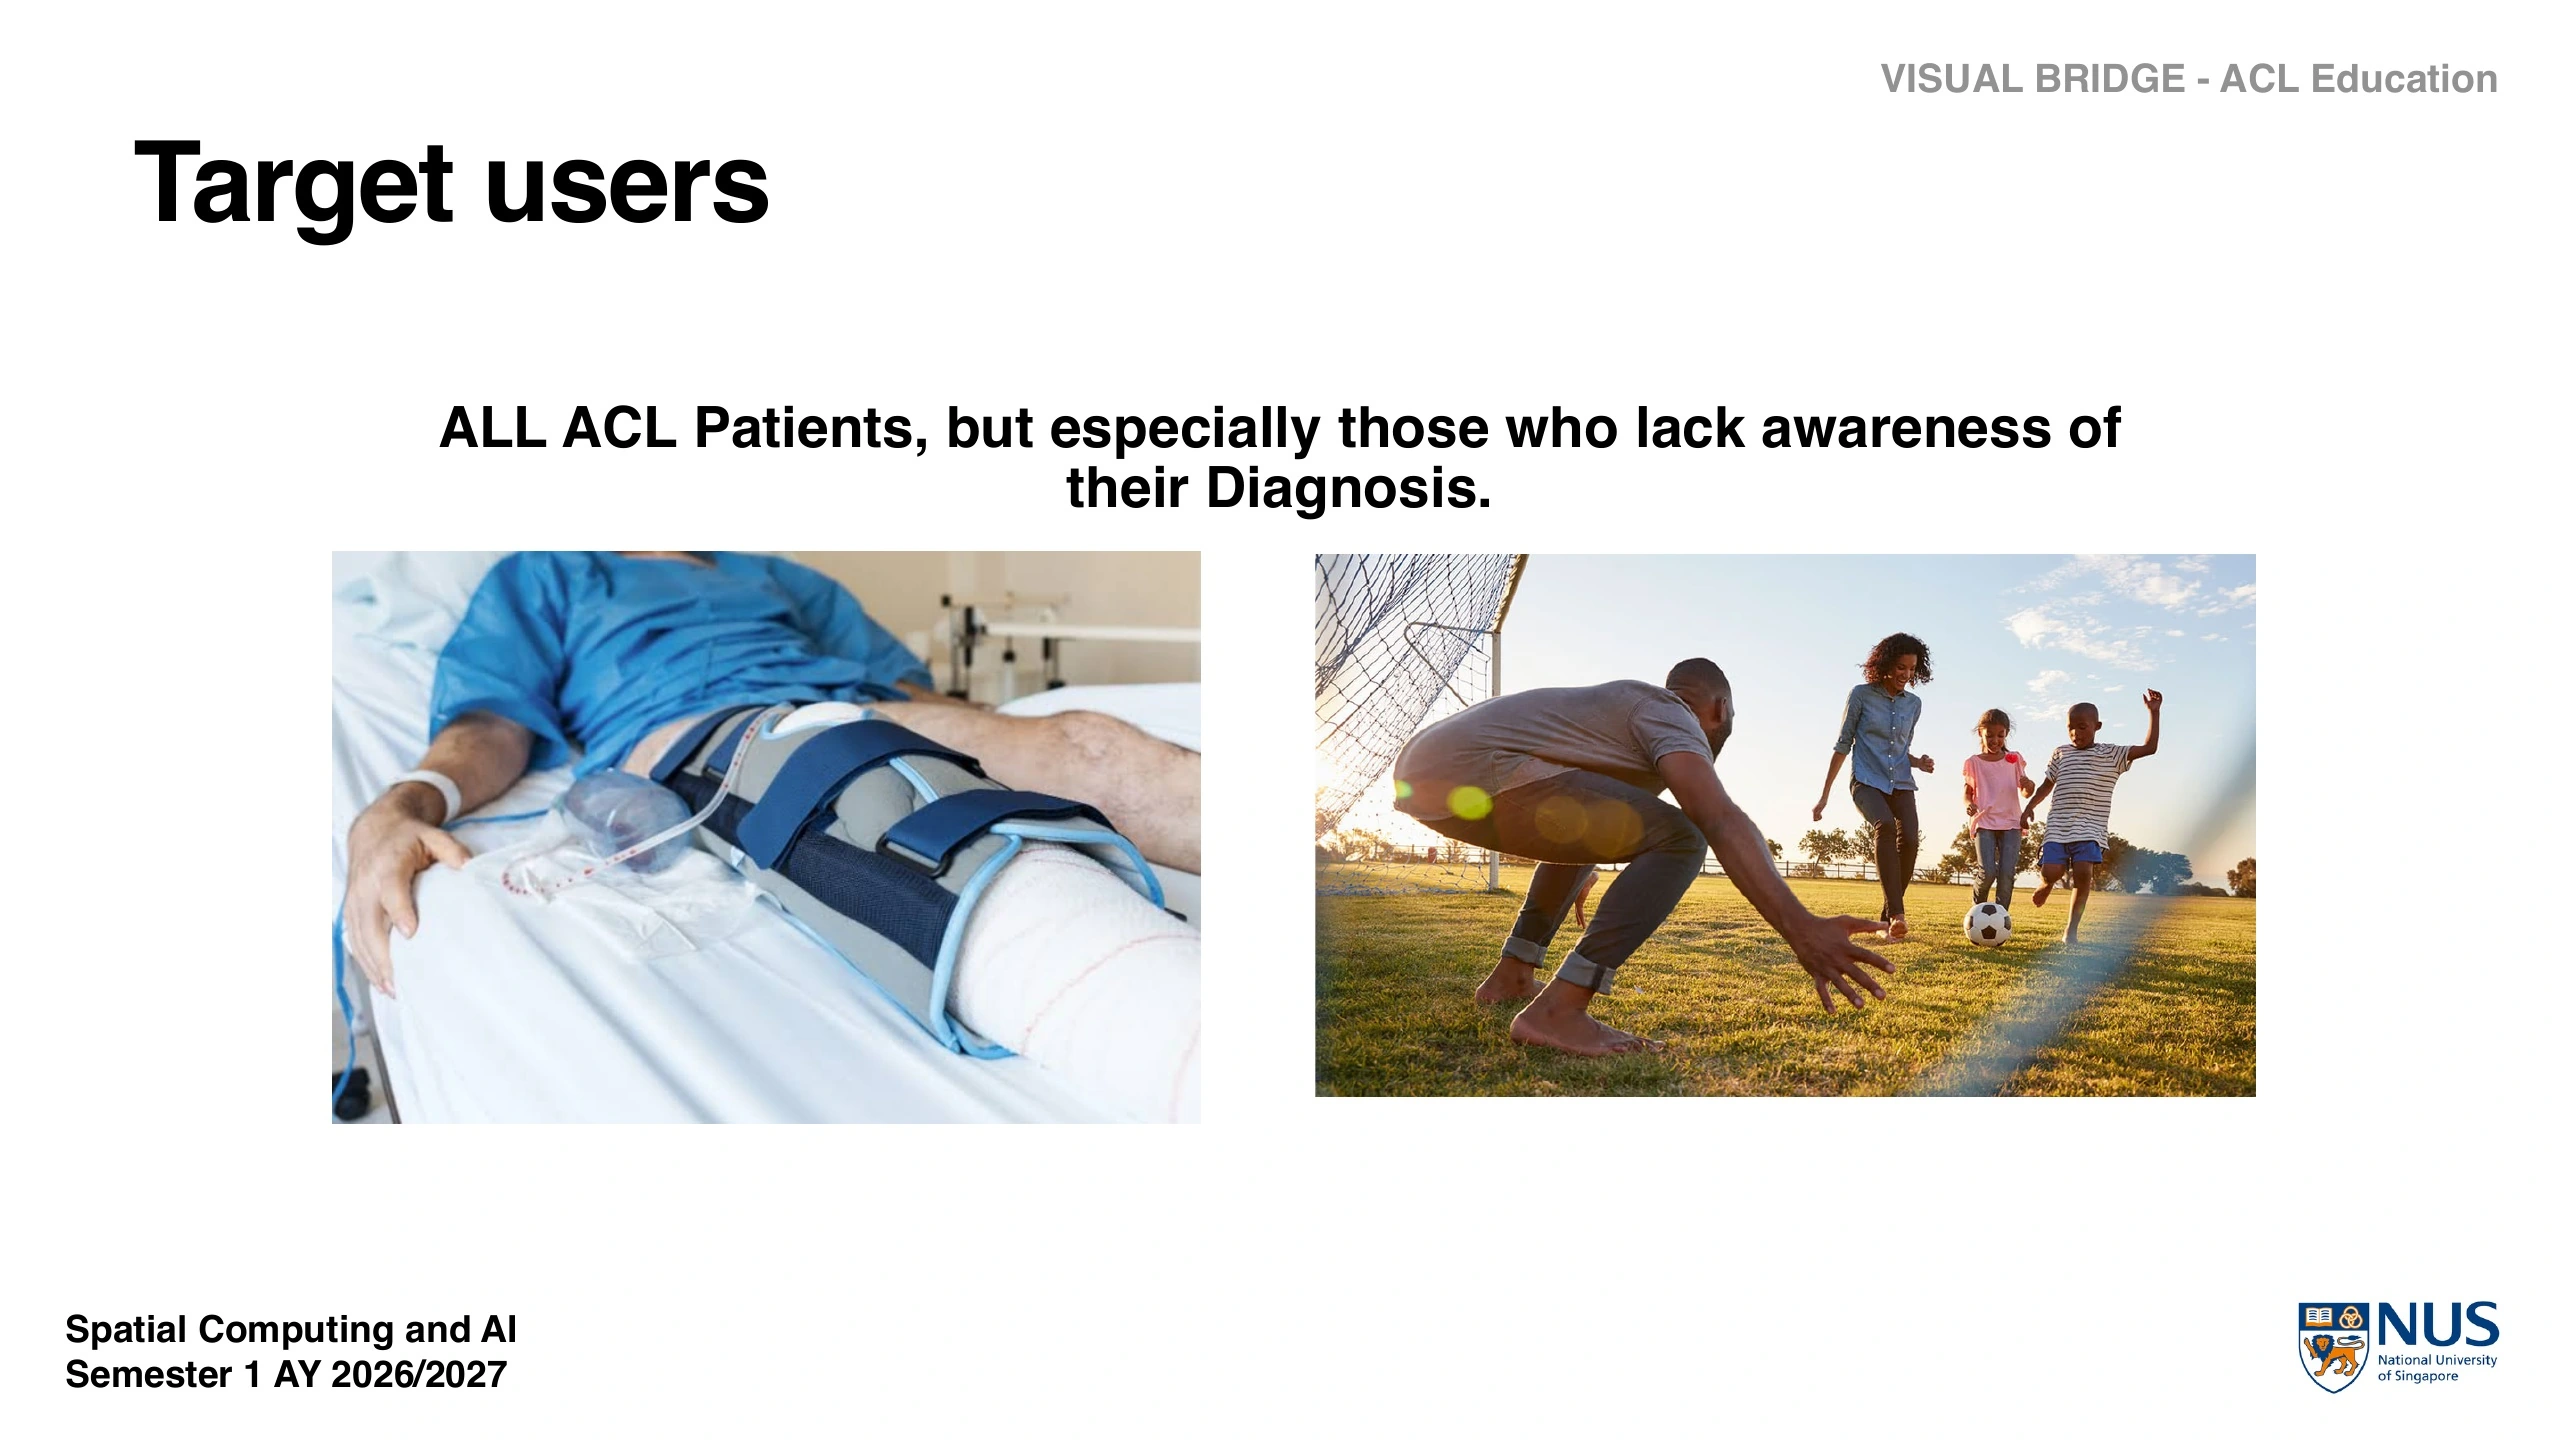 VISUAL BRIDGE - ACL Education
Target users
ALL ACL Patients, but especially those who lack awareness of
their Diagnosis.
Spatial Computing and AI
Semester 1 AY 2026/2027
NUS
National University
of Singapore